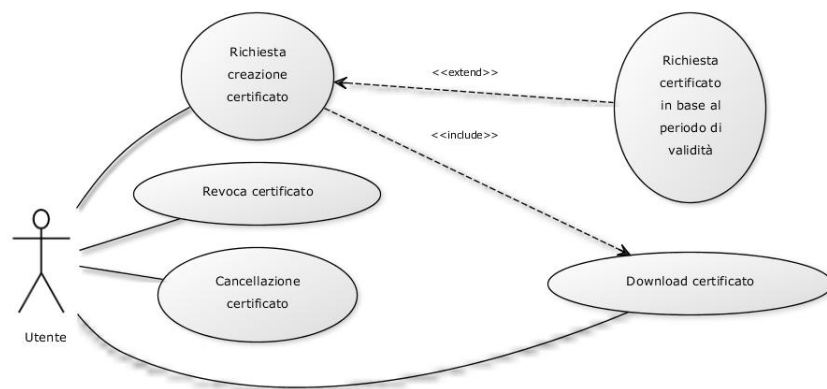 Richiesta
creazione
certificato
<<extend>>
Richiesta
certificato
in base al
periodo di
validità
<<include>>
Revoca certificato
Cancellazione
certificato
Download certificato
Utente